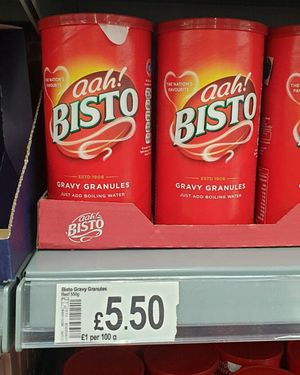 THE NATION'S
FAVOURITE
aah!
BISTO
ESTD 1908
GRAVY GRANULES
JUST ADD BOILING WATER
THE NATION'S
FAVOURITE
aah!
BISTO
ESTD 1908
GRAVY GRANULES
JUST ADD BOILING WATER
aah!
BISTO
Bisto Gravy Granules
Beef 550g
£5.50
£1 per 100 g